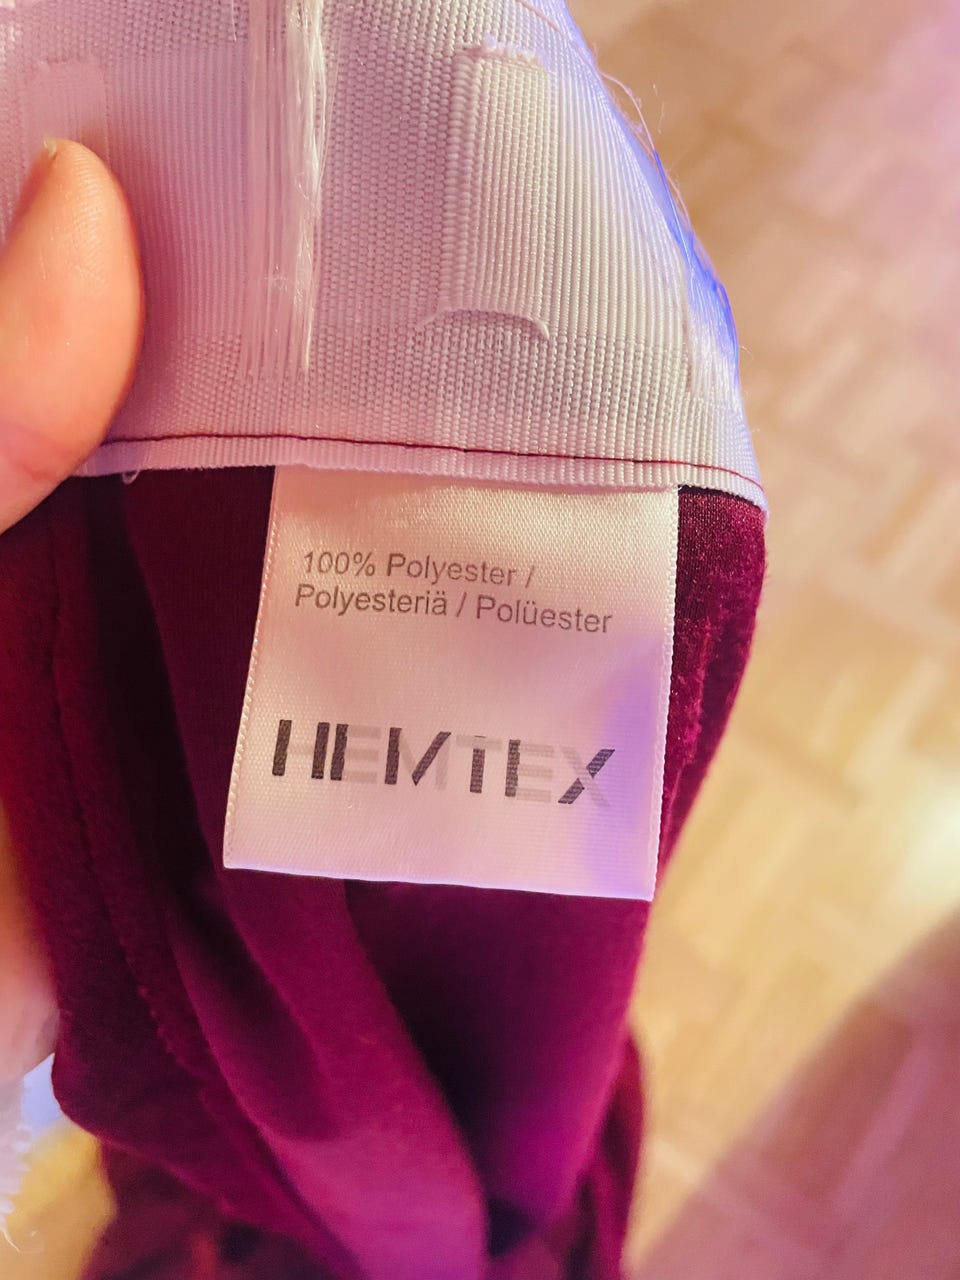 100% Polyester /
Polyesteriä / Polüester
HEMTEX